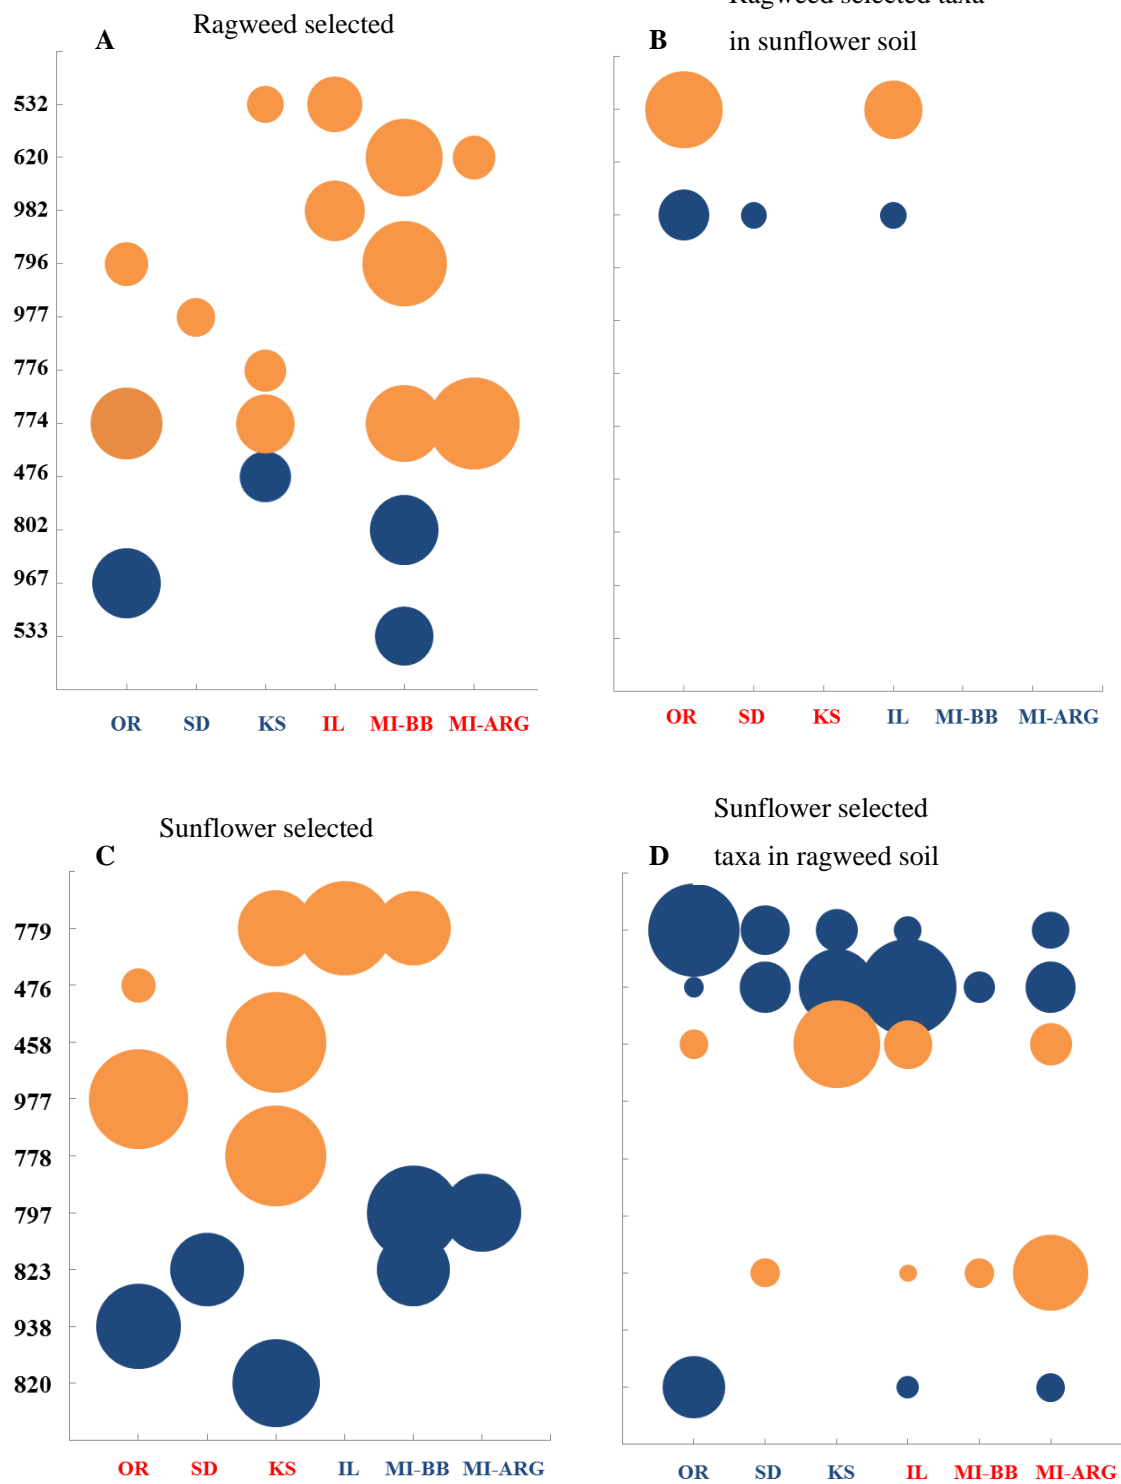 Ragweed selected
A
532
620
982
796
977
776
774
476
802
967
533
OR SD KS IL MI-BB MI-ARG
Ragweed selected taxa
B in sunflower soil
OR SD KS IL MI-BB MI-ARG
Sunflower selected
C
779
476
458
977
778
797
823
938
820
OR SD KS IL MI-BB MI-ARG
Sunflower selected
D taxa in ragweed soil
OR SD KS IL MI-BB MI-ARG